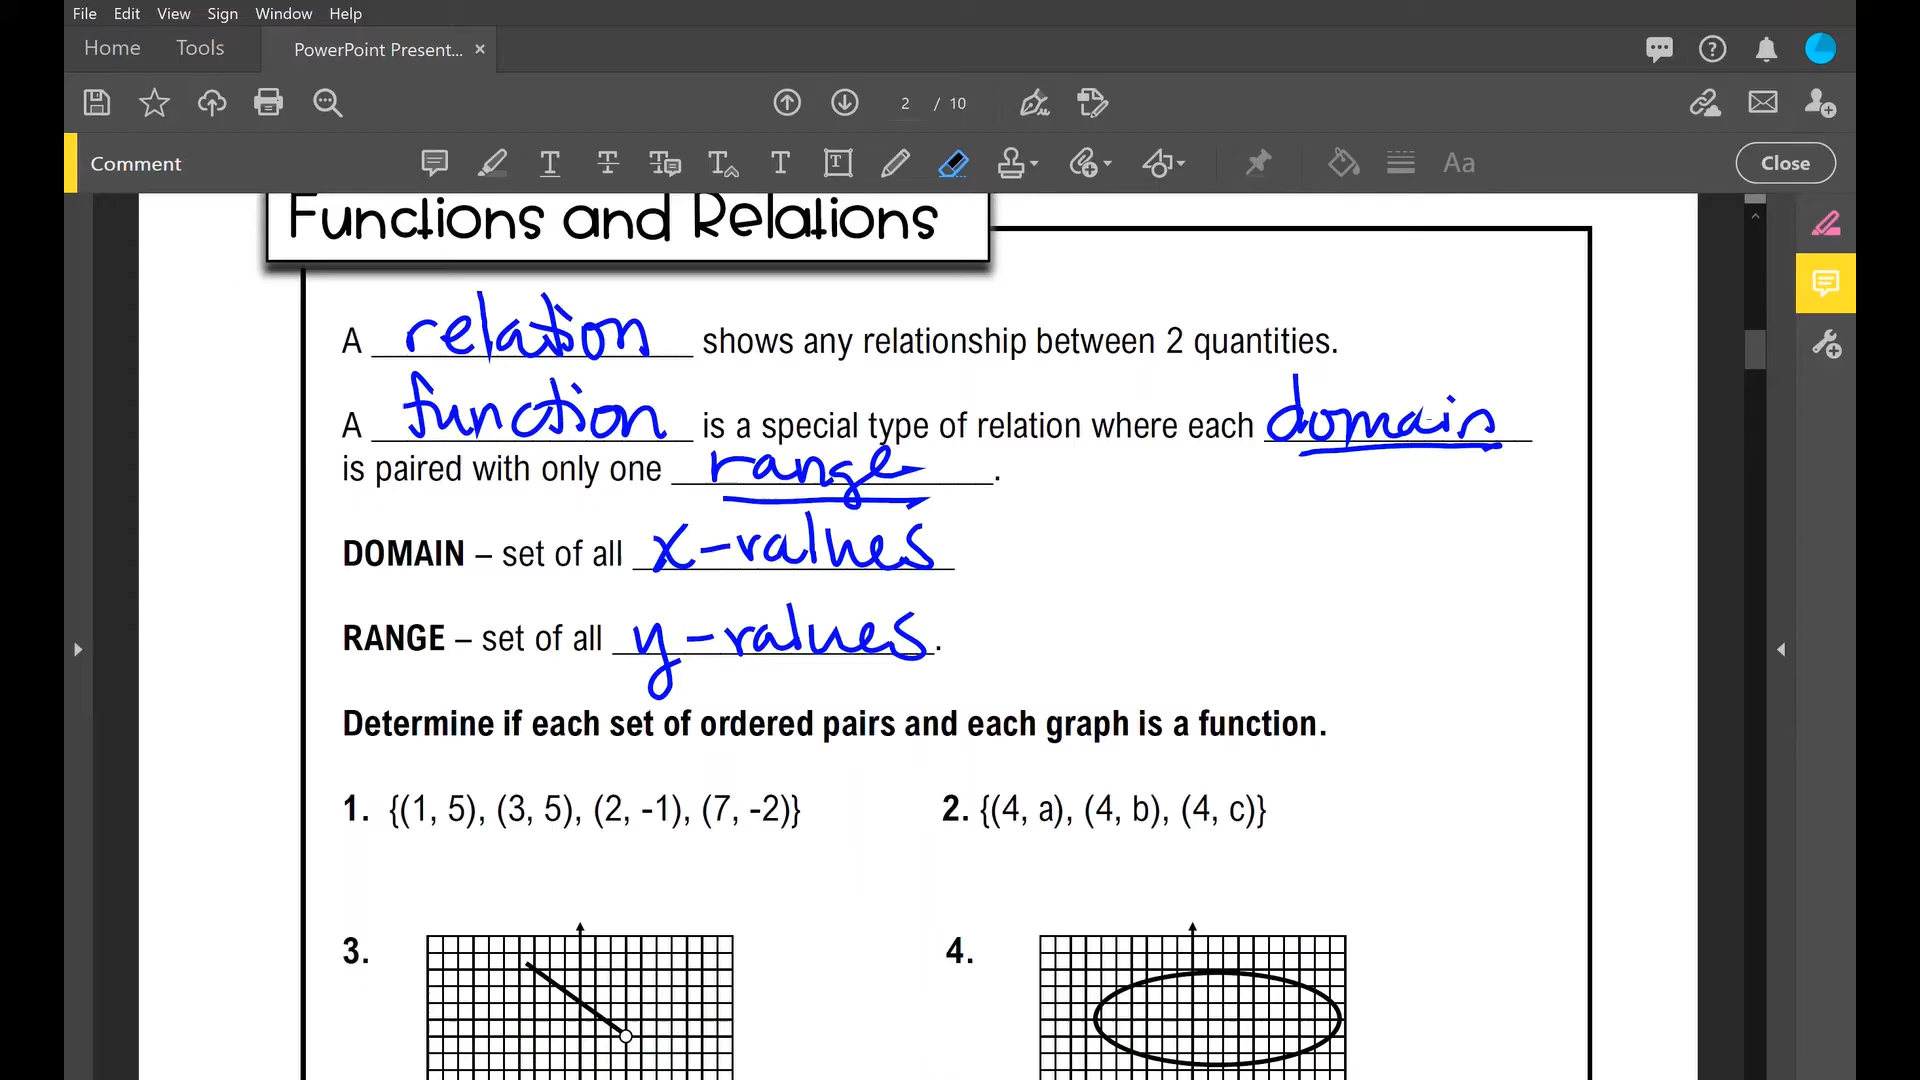 File Edit View Sign Window Help
Home Tools PowerPoint Present... ×
2 / 10
Comment
Aa
Close
Functions and Relations
A relation shows any relationship between 2 quantities.
A function is a special type of relation where each domain
is paired with only one range.
DOMAIN – set of all x-values
RANGE – set of all y-values.
Determine if each set of ordered pairs and each graph is a function.
1. {(1, 5), (3, 5), (2, -1), (7, -2)}
2. {(4, a), (4, b), (4, c)}
3.
4.